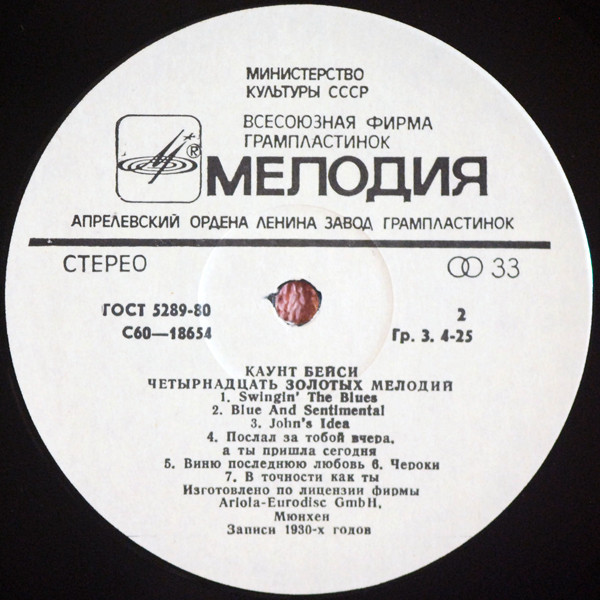 МИНИСТЕРСТВО
КУЛЬТУРЫ СССР
ВСЕСОЮЗНАЯ ФИРМА
ГРАМПЛАСТИНОК
® МЕЛОДИЯ
АПРЕЛЕВСКИЙ ОРДЕНА ЛЕНИНА ЗАВОД ГРАМПЛАСТИНОК
СТЕРЕО 33
ГОСТ 5289-80 2
С60—18654 Гр. 3. 4-25
КАУНТ БЕЙСИ
ЧЕТЫРНАДЦАТЬ ЗОЛОТЫХ МЕЛОДИЙ
1. Swingin' The Blues
2. Blue And Sentimental
3. John's Idea
4. Послал за тобой вчера,
а ты пришла сегодня
5. Виню последнюю любовь 6. Чероки
7. В точности как ты
Изготовлено по лицензии фирмы
Ariola-Eurodisc GmbH,
Мюнхен
Записи 1930-х годов